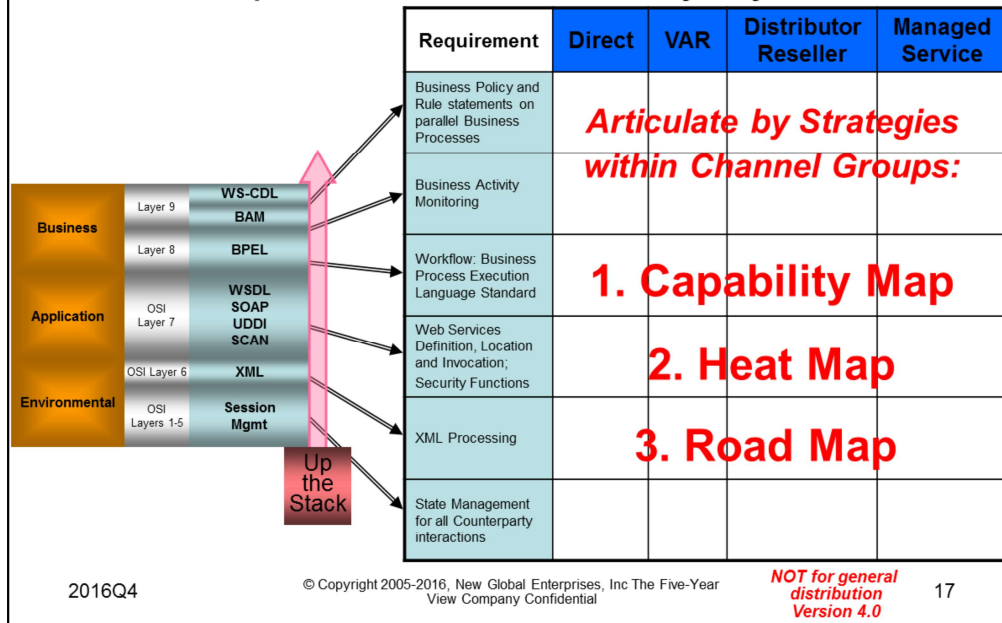 Business
Application
Environmental
Layer 9
Layer 8
OSI
Layer 7
OSI Layer 6
OSI
Layers 1-5
WS-CDL
BAM
BPEL
WSDL
SOAP
UDDI
SCAN
XML
Session
Mgmt
Up
the
Stack
Requirement
Direct
VAR
Distributor
Reseller
Managed
Service
Business Policy and
Rule statements on
parallel Business
Processes
Business Activity
Monitoring
Workflow: Business
Process Execution
Language Standard
Web Services
Definition, Location
and Invocation;
Security Functions
XML Processing
State Management
for all Counterparty
interactions
Articulate by Strategies
within Channel Groups:
1. Capability Map
2. Heat Map
3. Road Map
2016Q4
© Copyright 2005-2016, New Global Enterprises, Inc The Five-Year
View Company Confidential
NOT for general
distribution
Version 4.0
17